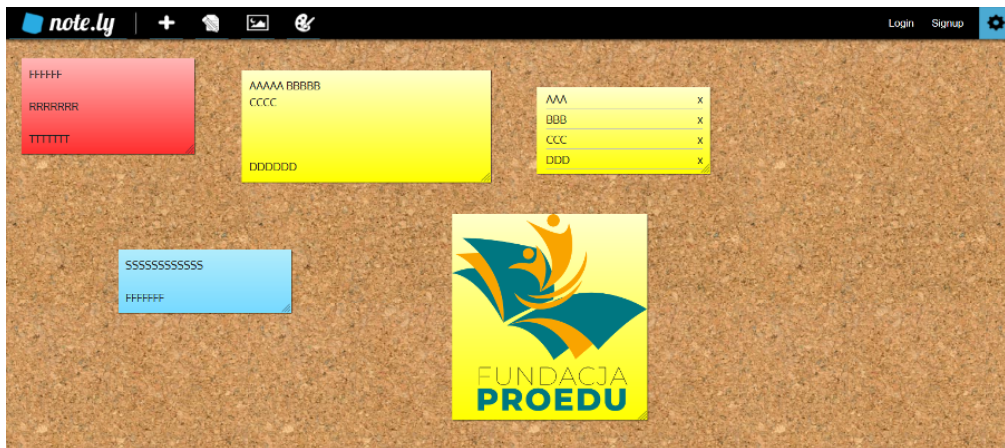 note.ly
Login Signup
FFFFFF
RRRRRRR
TTTTTTT
AAAAA BBBBB
CCCC
DDDDDD
AAA x
BBB x
CCC x
DDD x
SSSSSSSSSSSS
FFFFFFF
FUNDACJA
PROEDU